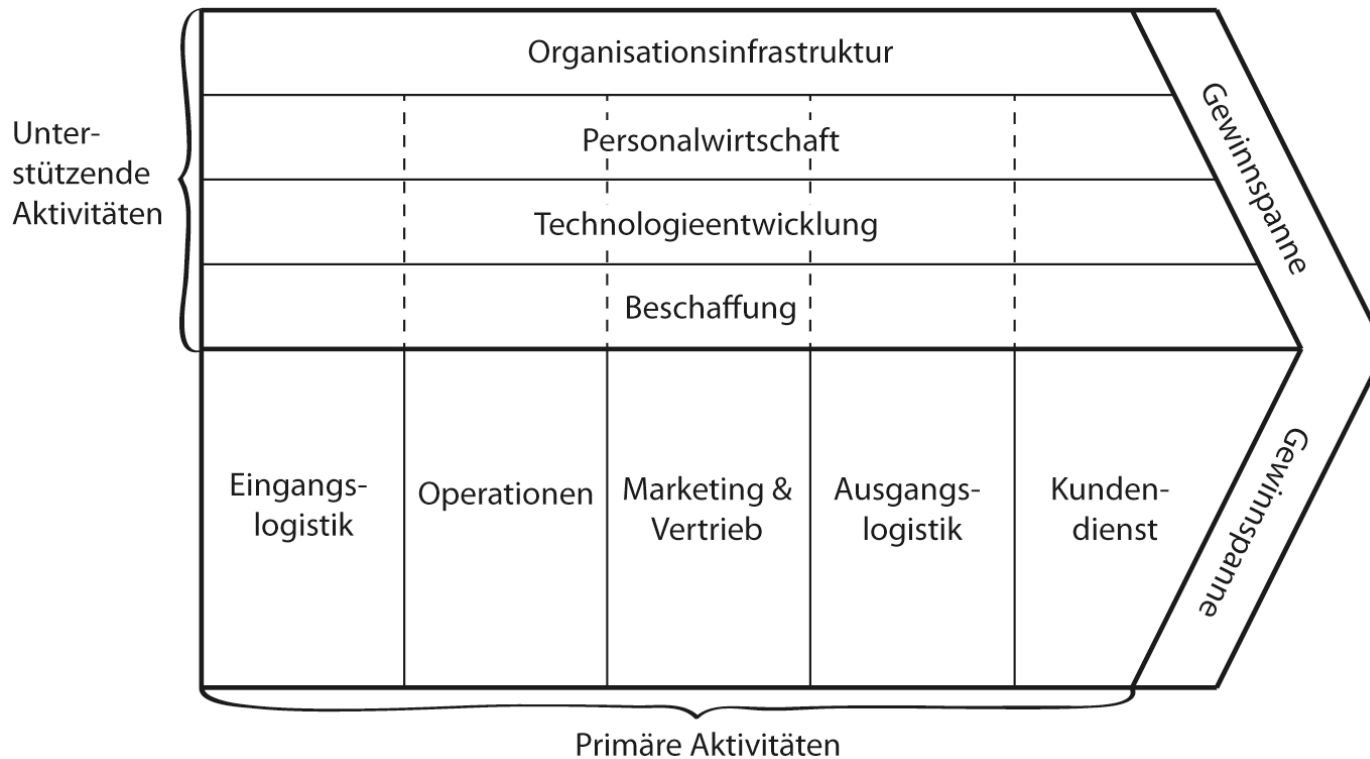 Organisationsinfrastruktur
Unter-
stützende
Aktivitäten
Personalwirtschaft
Technologieentwicklung
Beschaffung
Gewinnspanne
Eingangs-
logistik
Operationen
Marketing &
Vertrieb
Ausgangs-
logistik
Kunden-
dienst
Gewinnspanne
Primäre Aktivitäten